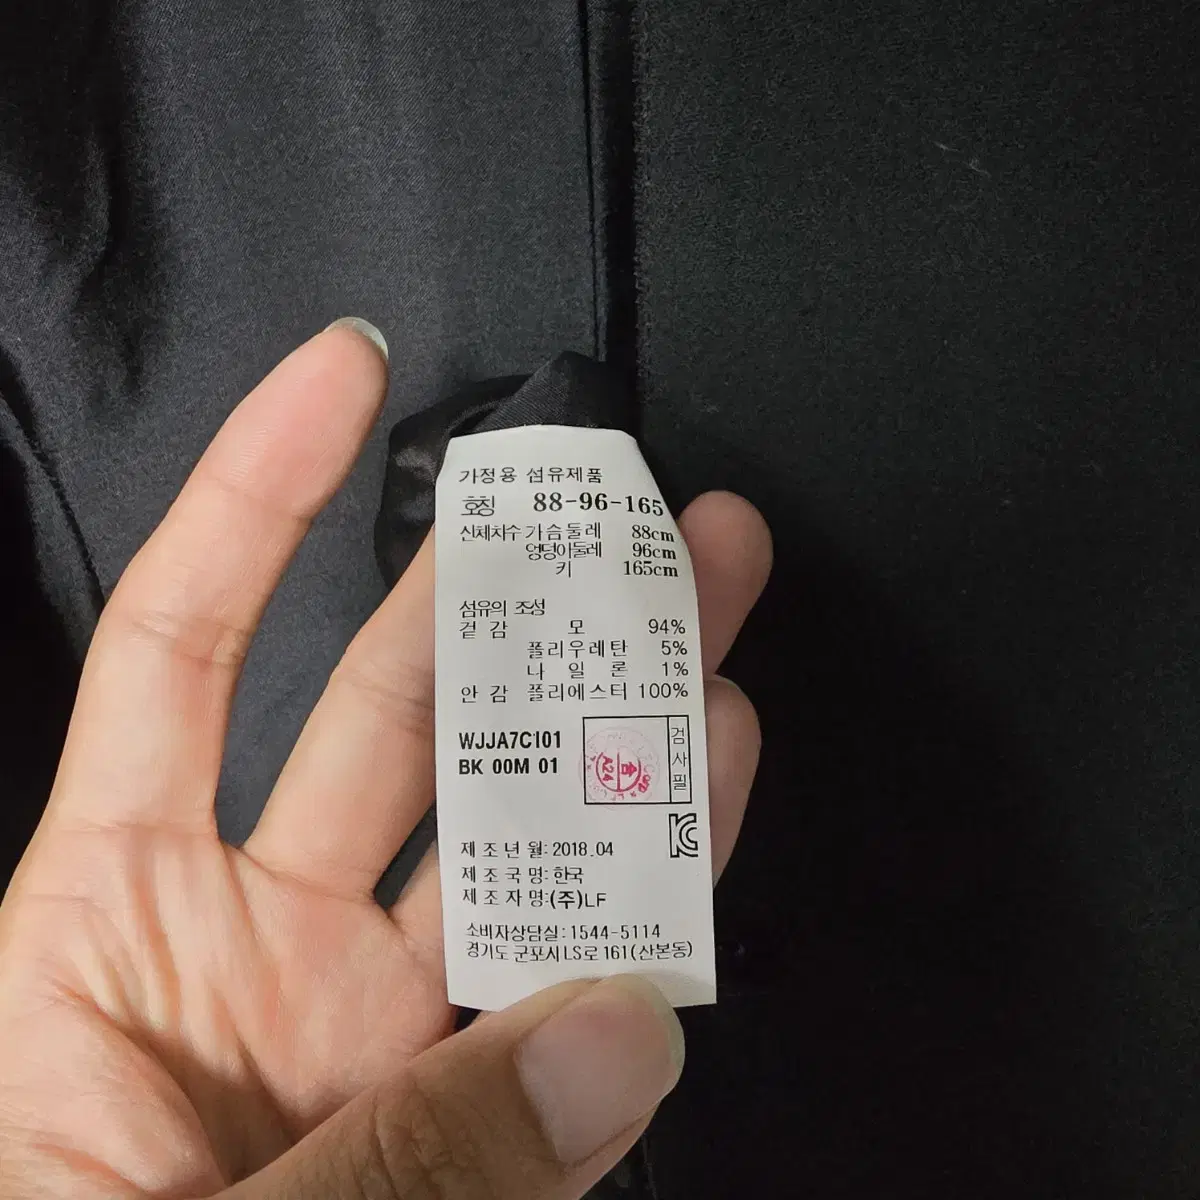 가정용 섬유제품
호칭 88-96-165
신체치수 가슴둘레 88cm
엉덩이둘레 96cm
키 165cm
섬유의 조성
겉감 모 94%
폴리우레탄 5%
나일론 1%
안감 폴리에스터 100%
WJJA7C101
BK 00M 01
검사필
A24
제조년월: 2018.04
제조국명: 한국
제조자명:(주)LF
소비자상담실: 1544-5114
경기도 군포시 LS로 161(산본동)